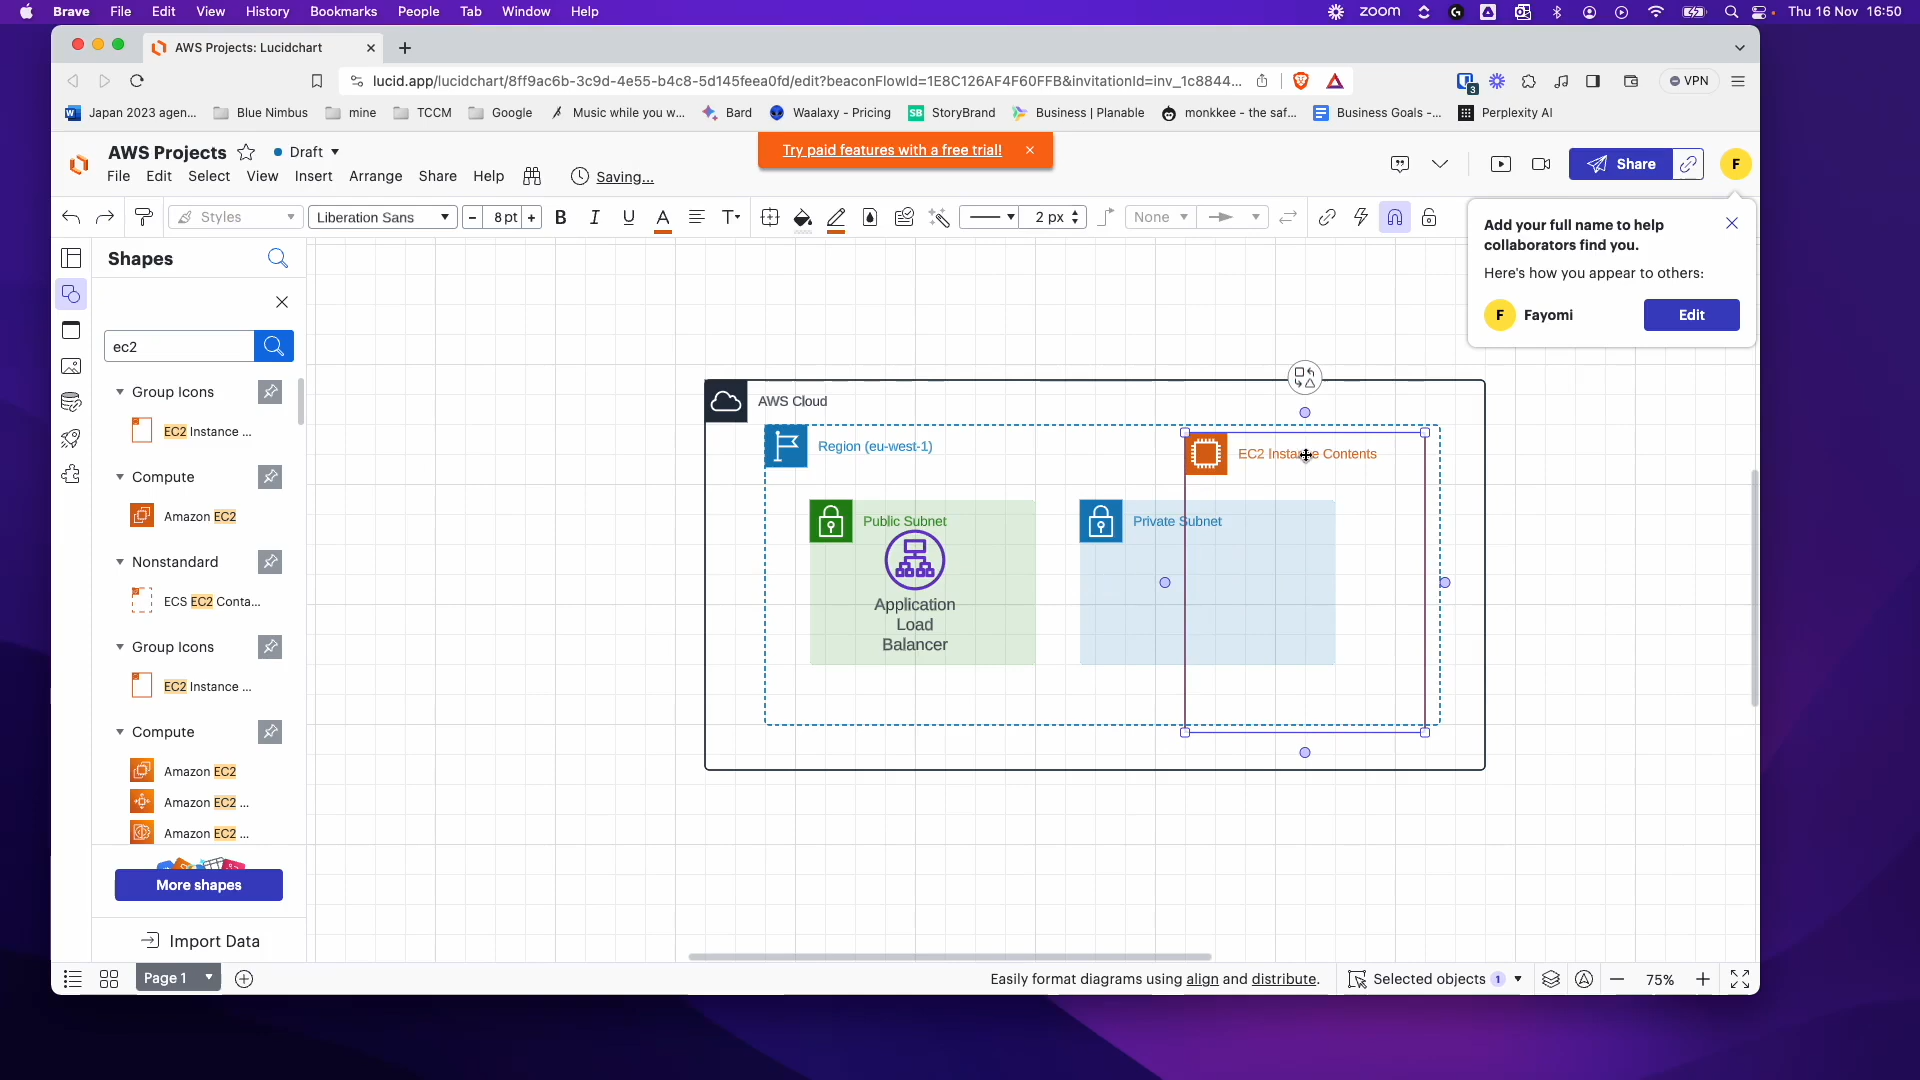 Brave File Edit View History Bookmarks People Tab Window Help zoom Thu 16 Nov 16:50
AWS Projects: Lucidchart
lucid.app/lucidchart/8ff9ac6b-3c9d-4e55-b4c8-5d145feea0fd/edit?beaconFlowId=1E8C126AF4F60FFB&invitationId=inv_1c8844... 3 VPN
Japan 2023 agen... Blue Nimbus mine TCCM Google Music while you w... Bard Waalaxy - Pricing SB StoryBrand Business | Planable monkkee - the saf... Business Goals -... Perplexity AI
AWS Projects Draft
Try paid features with a free trial!
File Edit Select View Insert Arrange Share Help Saving...
Share F
Styles Liberation Sans 8 pt B I U A T 2 px None
Add your full name to help
collaborators find you.
Here's how you appear to others:
F Fayomi Edit
Shapes
ec2
Group Icons
EC2 Instance ...
Compute
Amazon EC2
Nonstandard
ECS EC2 Conta...
Group Icons
EC2 Instance ...
Compute
Amazon EC2
Amazon EC2 ...
Amazon EC2 ...
More shapes
Import Data
AWS Cloud
Region (eu-west-1)
EC2 Instance Contents
Public Subnet
Private Subnet
Application
Load
Balancer
Page 1 Easily format diagrams using align and distribute. Selected objects 1 75%